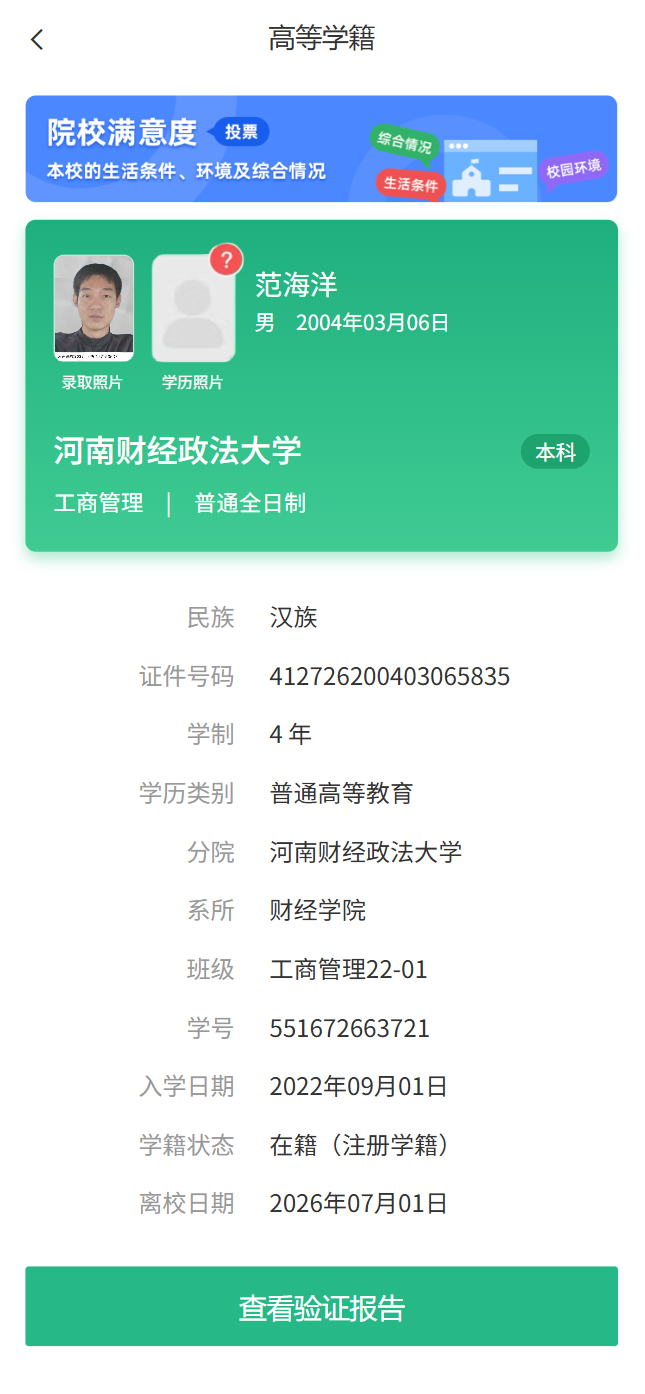 高等学籍
院校满意度 投票
本校的生活条件、环境及综合情况
综合情况
生活条件
校园环境
?
范海洋
男 2004年03月06日
录取照片 学历照片
河南财经政法大学 本科
工商管理 | 普通全日制
民族 汉族
证件号码 412726200403065835
学制 4 年
学历类别 普通高等教育
分院 河南财经政法大学
系所 财经学院
班级 工商管理22-01
学号 551672663721
入学日期 2022年09月01日
学籍状态 在籍（注册学籍）
离校日期 2026年07月01日
查看验证报告